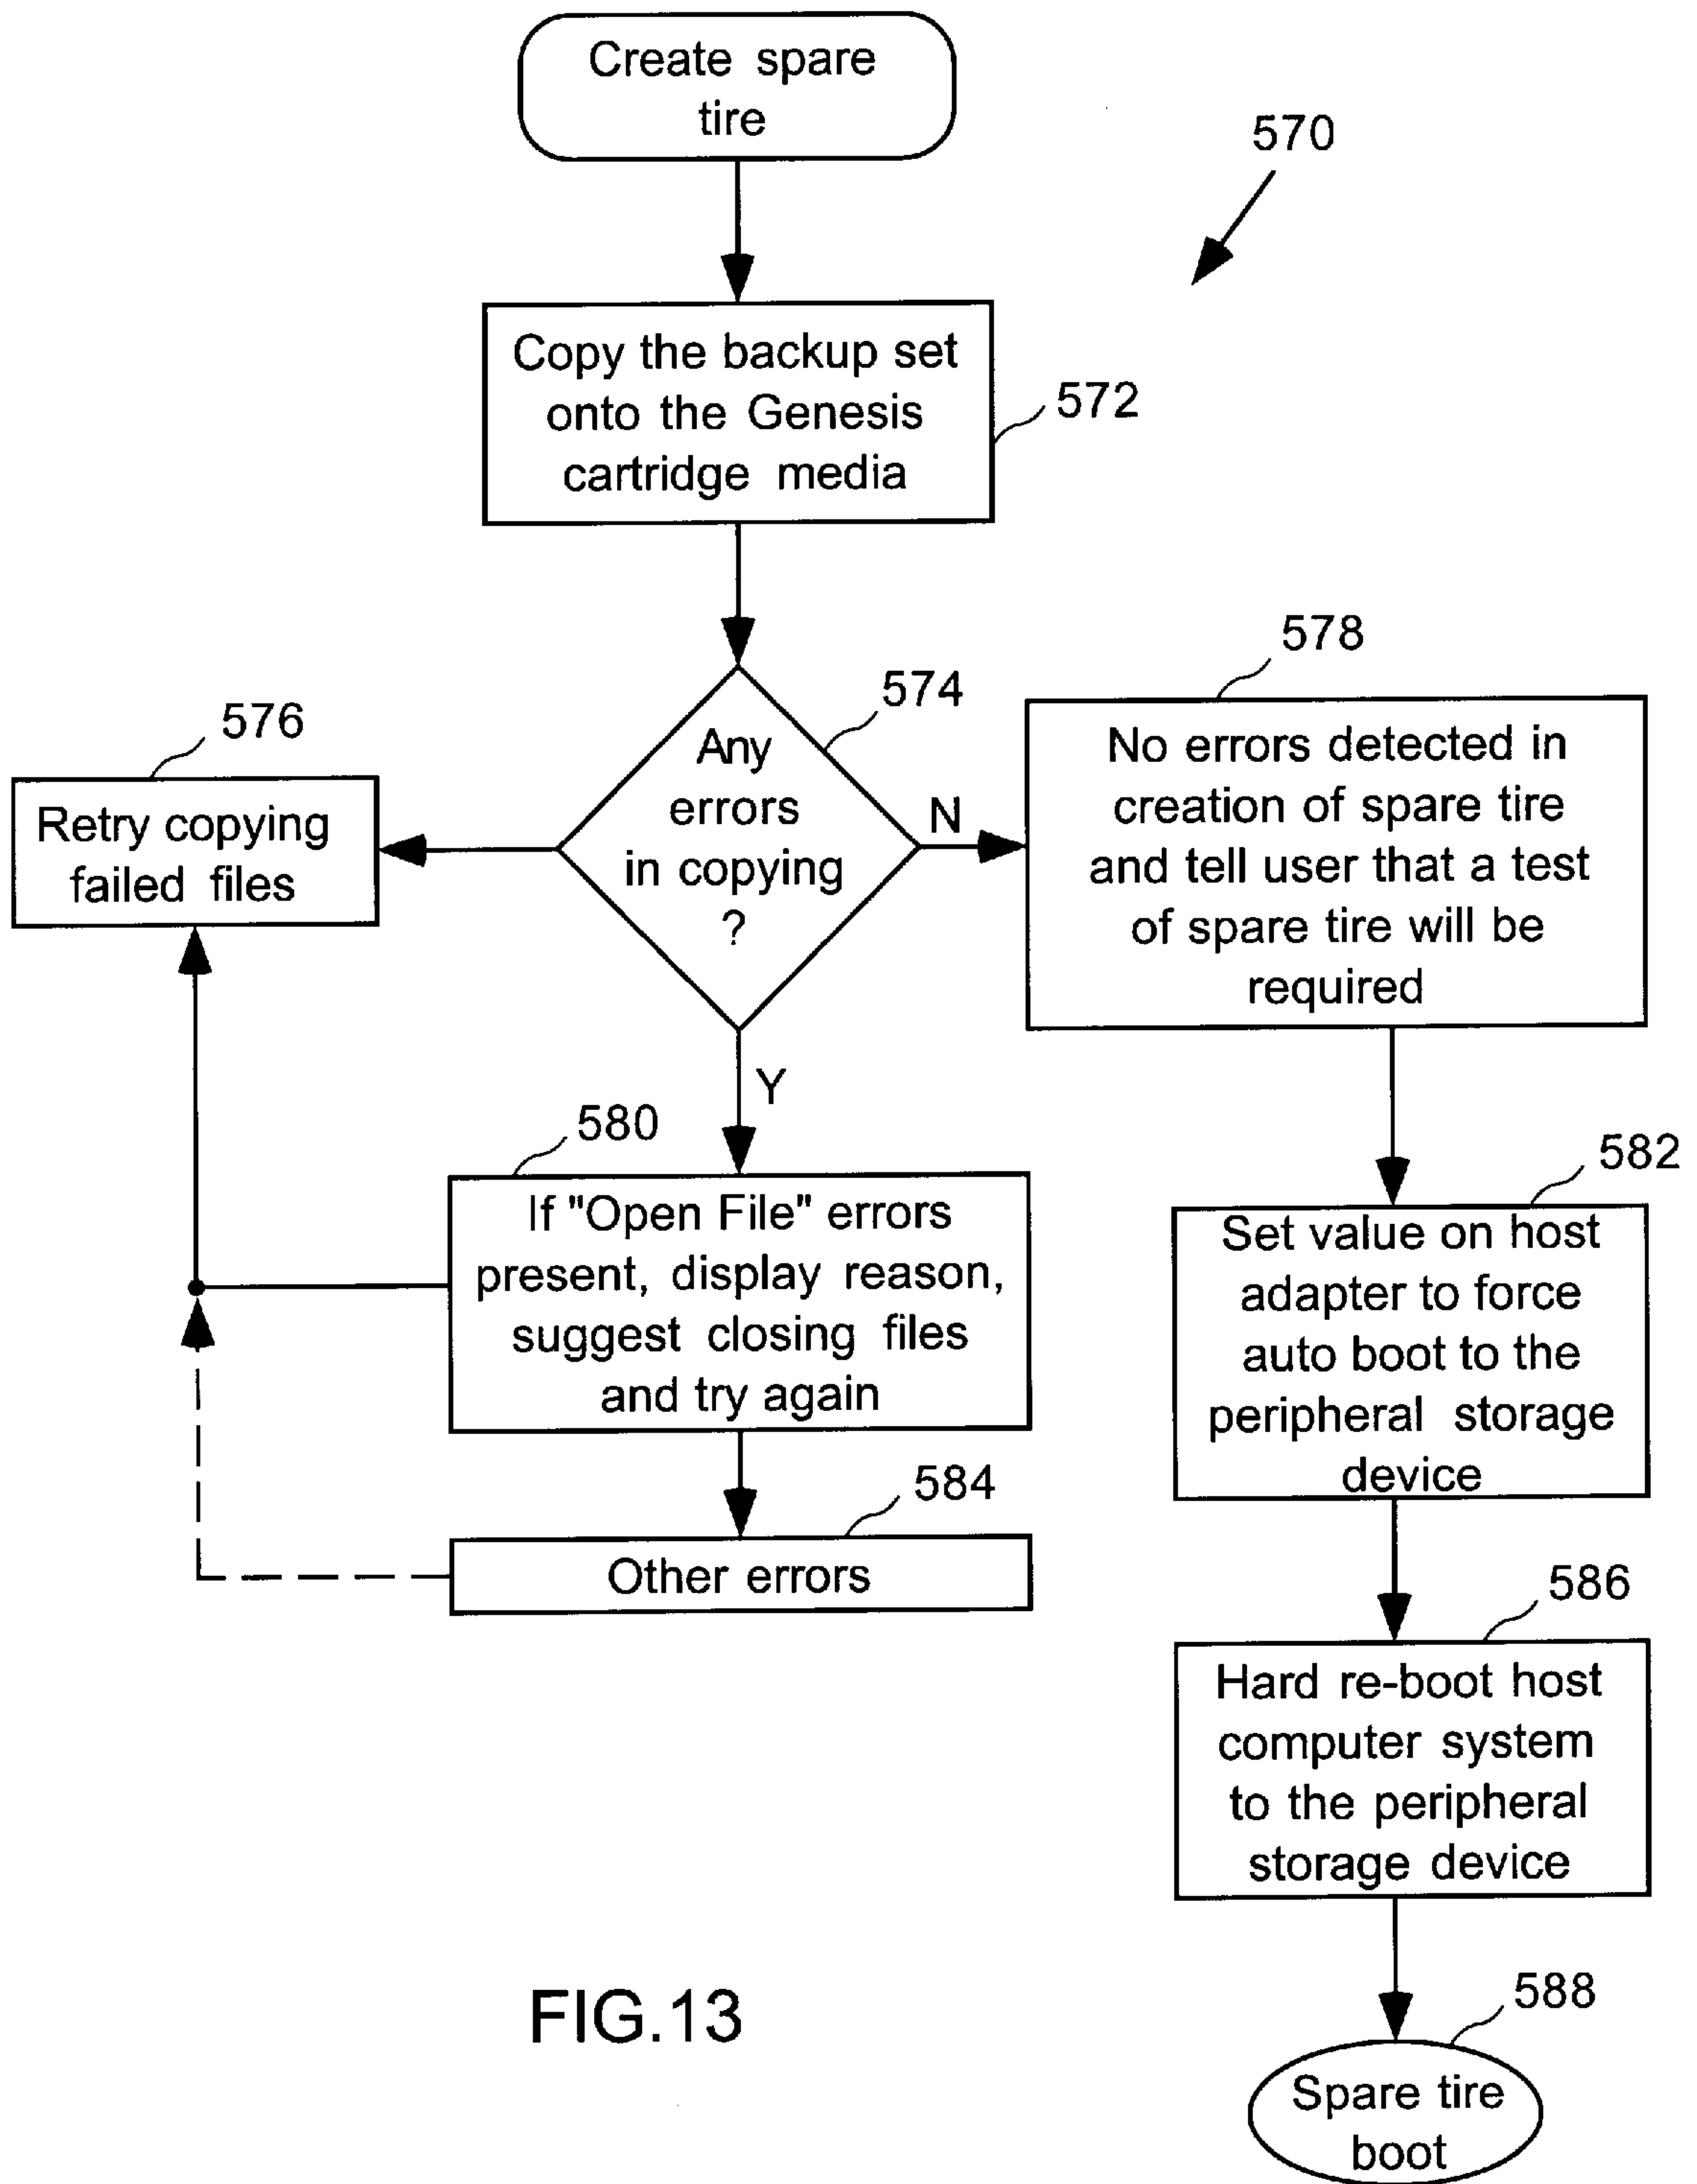 Create spare
tire
570
Copy the backup set
onto the Genesis
cartridge media
572
574
Any
errors
in copying
?
576
Retry copying
failed files
N
578
No errors detected in
creation of spare tire
and tell user that a test
of spare tire will be
required
Y
580
If "Open File" errors
present, display reason,
suggest closing files
and try again
582
Set value on host
adapter to force
auto boot to the
peripheral storage
device
584
Other errors
586
Hard re-boot host
computer system
to the peripheral
storage device
588
Spare tire
boot
FIG.13